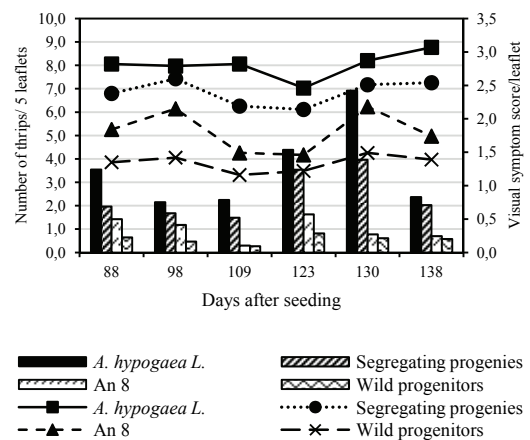 10,0
9,0
8,0
7,0
6,0
5,0
4,0
3,0
2,0
1,0
0,0
Number of thrips/ 5 leaflets
3,5
3,0
2,5
2,0
1,5
1,0
0,5
0,0
Visual symptom score/leaflet
88 98 109 123 130 138
Days after seeding
A. hypogaea L. Segregating progenies
An 8 Wild progenitors
A. hypogaea L. Segregating progenies
An 8 Wild progenitors